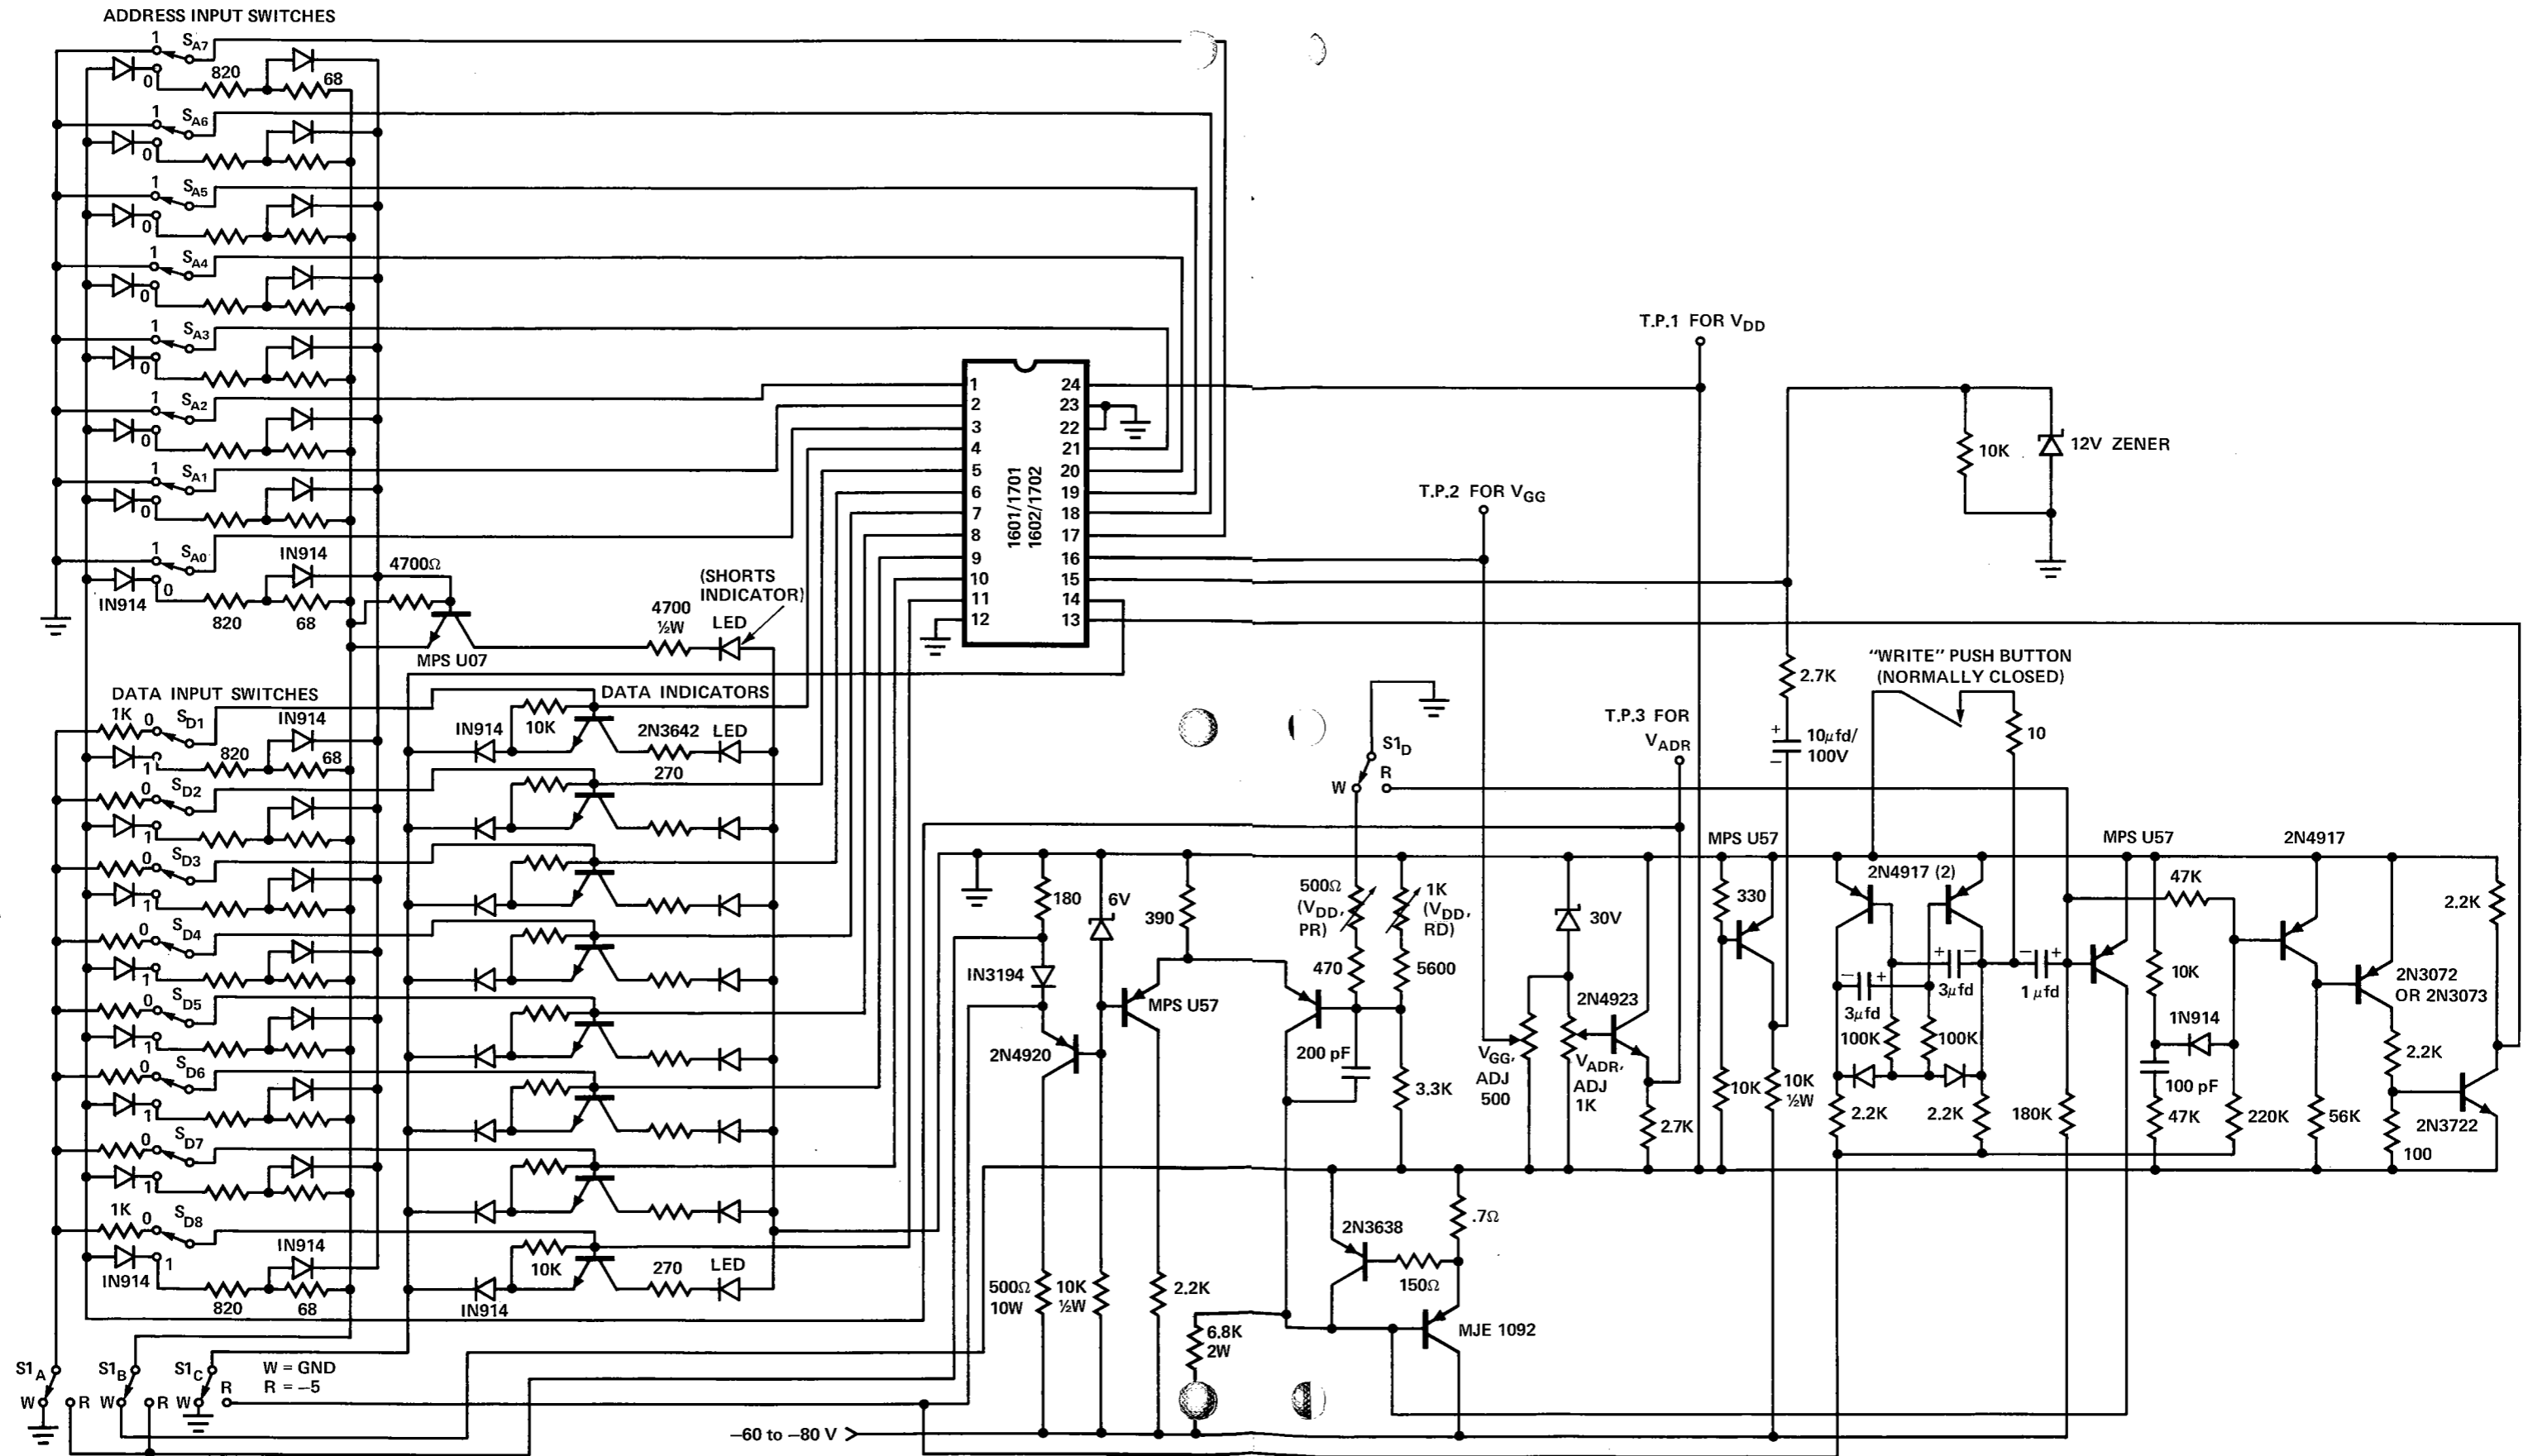 ADDRESS INPUT SWITCHES
1 SA7
0 820 68
1 SA6
0
1 SA5
0
1 SA4
0
1 SA3
0
1 SA2
0
1 SA1
0
1 SA0
0
IN914
IN914
820 68
4700Ω
MPS U07
4700
½W
LED
(SHORTS
INDICATOR)
1601/1701
1602/1702
1 24
2 23
3 22
4 21
5 20
6 19
7 18
8 17
9 16
10 15
11 14
12 13
T.P.1 FOR VDD
T.P.2 FOR VGG
T.P.3 FOR
VADR
10K
12V ZENER
2.7K
+
10μfd/
100V
−
"WRITE" PUSH BUTTON
(NORMALLY CLOSED)
10
DATA INPUT SWITCHES
1K 0 SD1
IN914
1 820 68
0 SD2
1
0 SD3
1
0 SD4
1
0 SD5
1
0 SD6
1
0 SD7
1
1K 0 SD8
1
IN914
IN914
820 68
DATA INDICATORS
IN914 10K 2N3642 LED
270
10K 270 LED
IN914
S1D
W R
180
6V
390
IN3194
2N4920
MPS U57
500Ω
10W
10K
½W
2.2K
500Ω
(VDD,
PR)
1K
(VDD,
RD)
470
5600
200 pF
3.3K
30V
2N4923
VGG,
ADJ
500
VADR,
ADJ
1K
2.7K
2N3638
.7Ω
150Ω
6.8K
2W
MJE 1092
MPS U57
330
10K
10K
½W
2N4917 (2)
− +
3μfd
+ −
3μfd
− +
1μfd
100K
100K
2.2K
2.2K
180K
MPS U57
47K
10K
1N914
100 pF
47K
220K
2N4917
2N3072
OR 2N3073
2.2K
2.2K
56K
2N3722
100
S1A W R
S1B W R
S1C W R
W = GND
R = −5
−60 to −80 V